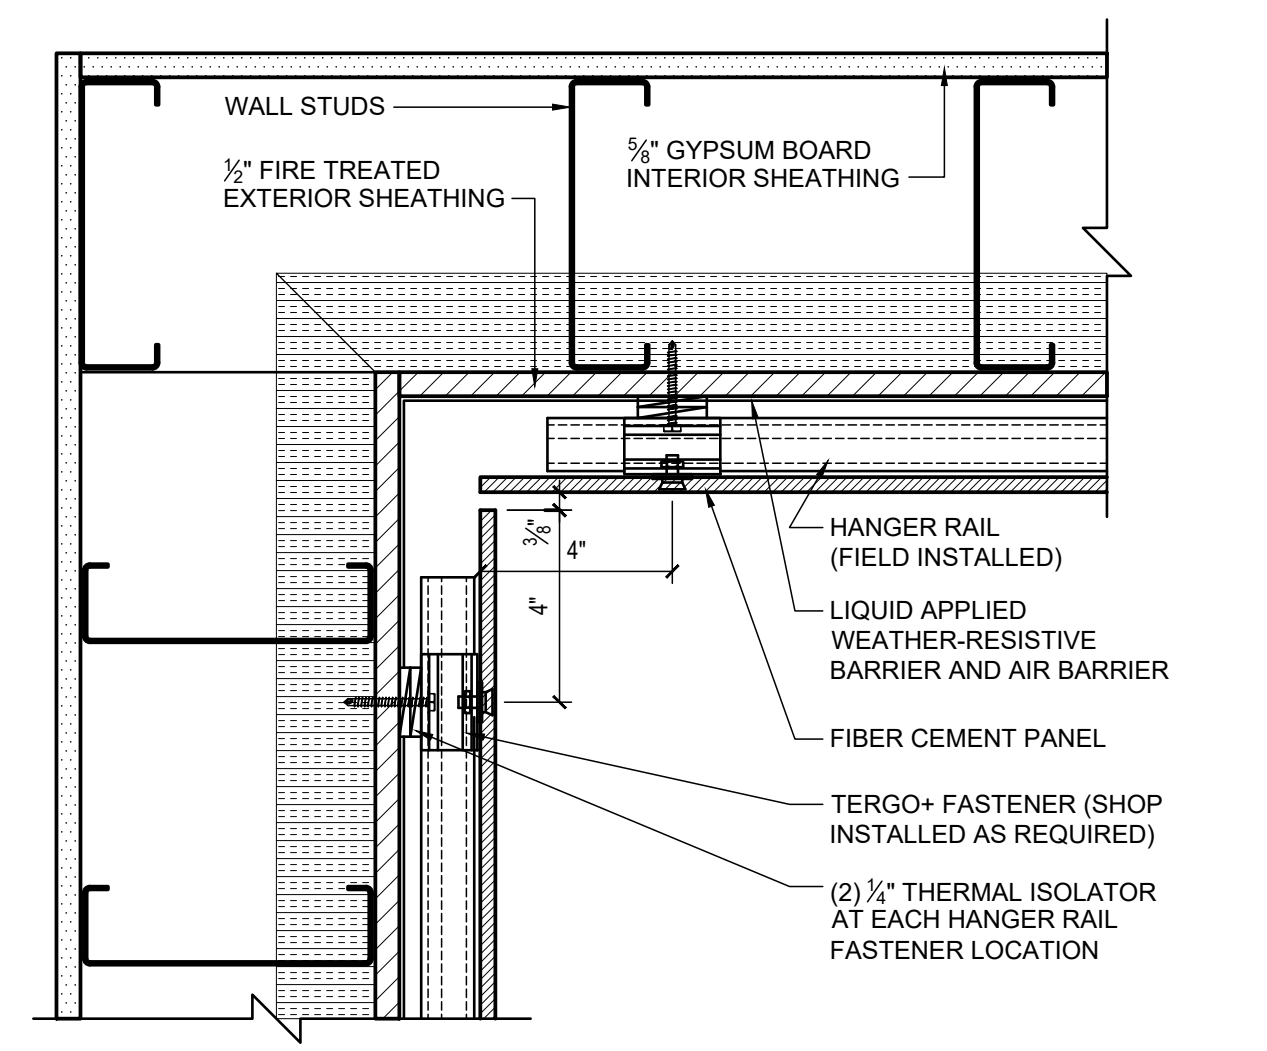 WALL STUDS
½" FIRE TREATED
EXTERIOR SHEATHING
⅝" GYPSUM BOARD
INTERIOR SHEATHING
⅜"
4"
4"
HANGER RAIL
(FIELD INSTALLED)
LIQUID APPLIED
WEATHER-RESISTIVE
BARRIER AND AIR BARRIER
FIBER CEMENT PANEL
TERGO+ FASTENER (SHOP
INSTALLED AS REQUIRED)
(2) ¼" THERMAL ISOLATOR
AT EACH HANGER RAIL
FASTENER LOCATION